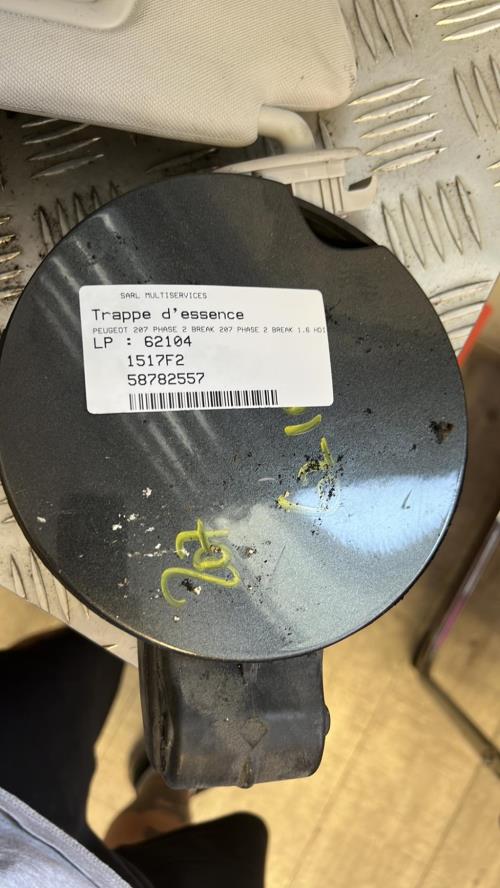 SARL MULTISERVICES
Trappe d'essence
PEUGEOT 207 PHASE 2 BREAK 207 PHASE 2 BREAK 1.6 HDI
LP : 62104
1517F2
58782557